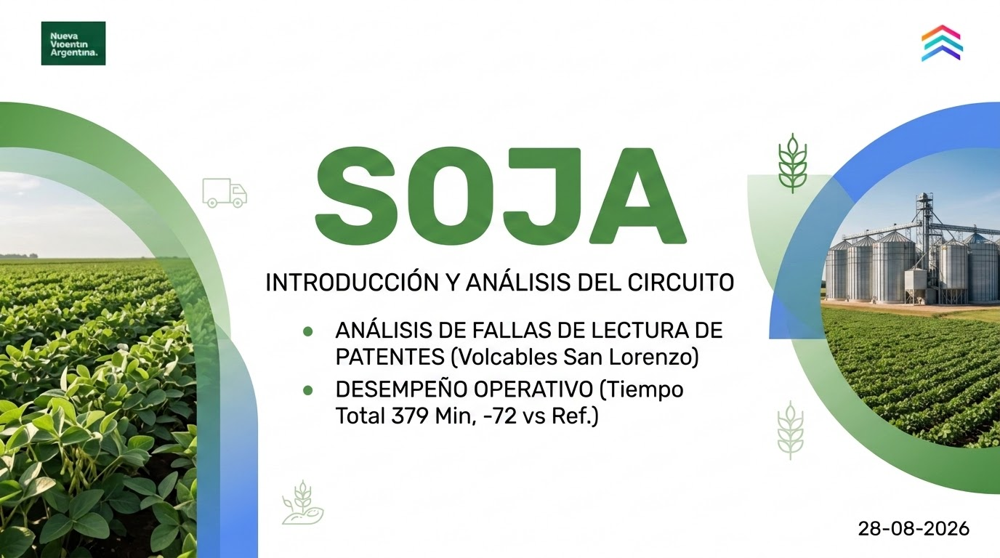 Nueva
Vicentin
Argentina.
SOJA
INTRODUCCIÓN Y ANÁLISIS DEL CIRCUITO
• ANÁLISIS DE FALLAS DE LECTURA DE
PATENTES (Volcables San Lorenzo)
• DESEMPEÑO OPERATIVO (Tiempo
Total 379 Min, -72 vs Ref.)
28-08-2026